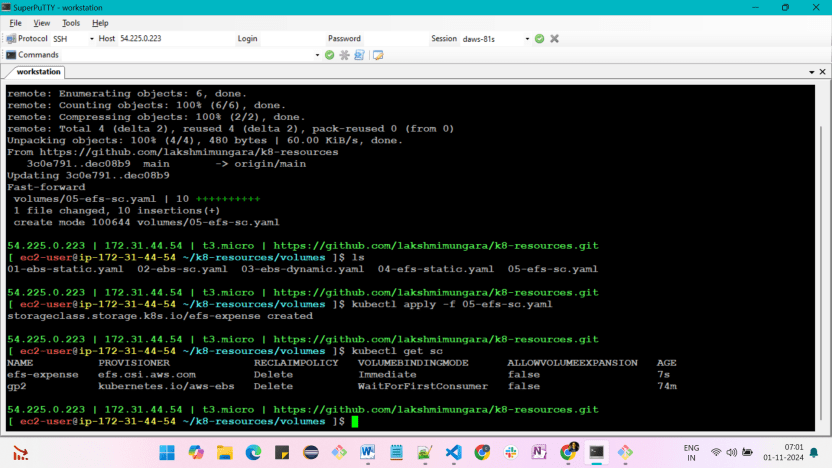 SuperPuTTY - workstation
File View Tools Help
Protocol SSH Host 54.225.0.223 Login Password Session daws-81s
Commands
workstation
remote: Enumerating objects: 6, done.
remote: Counting objects: 100% (6/6), done.
remote: Compressing objects: 100% (2/2), done.
remote: Total 4 (delta 2), reused 4 (delta 2), pack-reused 0 (from 0)
Unpacking objects: 100% (4/4), 480 bytes | 60.00 KiB/s, done.
From https://github.com/lakshmimungara/k8-resources
3c0e791..dec08b9 main -> origin/main
Updating 3c0e791..dec08b9
Fast-forward
volumes/05-efs-sc.yaml | 10 ++++++++++
1 file changed, 10 insertions(+)
create mode 100644 volumes/05-efs-sc.yaml
54.225.0.223 | 172.31.44.54 | t3.micro | https://github.com/lakshmimungara/k8-resources.git
[ ec2-user@ip-172-31-44-54 ~/k8-resources/volumes ]$ ls
01-ebs-static.yaml 02-ebs-sc.yaml 03-ebs-dynamic.yaml 04-efs-static.yaml 05-efs-sc.yaml
54.225.0.223 | 172.31.44.54 | t3.micro | https://github.com/lakshmimungara/k8-resources.git
[ ec2-user@ip-172-31-44-54 ~/k8-resources/volumes ]$ kubectl apply -f 05-efs-sc.yaml
storageclass.storage.k8s.io/efs-expense created
54.225.0.223 | 172.31.44.54 | t3.micro | https://github.com/lakshmimungara/k8-resources.git
[ ec2-user@ip-172-31-44-54 ~/k8-resources/volumes ]$ kubectl get sc
NAME PROVISIONER RECLAIMPOLICY VOLUMEBINDINGMODE ALLOWVOLUMEEXPANSION AGE
efs-expense efs.csi.aws.com Delete Immediate false 7s
gp2 kubernetes.io/aws-ebs Delete WaitForFirstConsumer false 74m
54.225.0.223 | 172.31.44.54 | t3.micro | https://github.com/lakshmimungara/k8-resources.git
[ ec2-user@ip-172-31-44-54 ~/k8-resources/volumes ]$
ENG 07:01
IN 01-11-2024